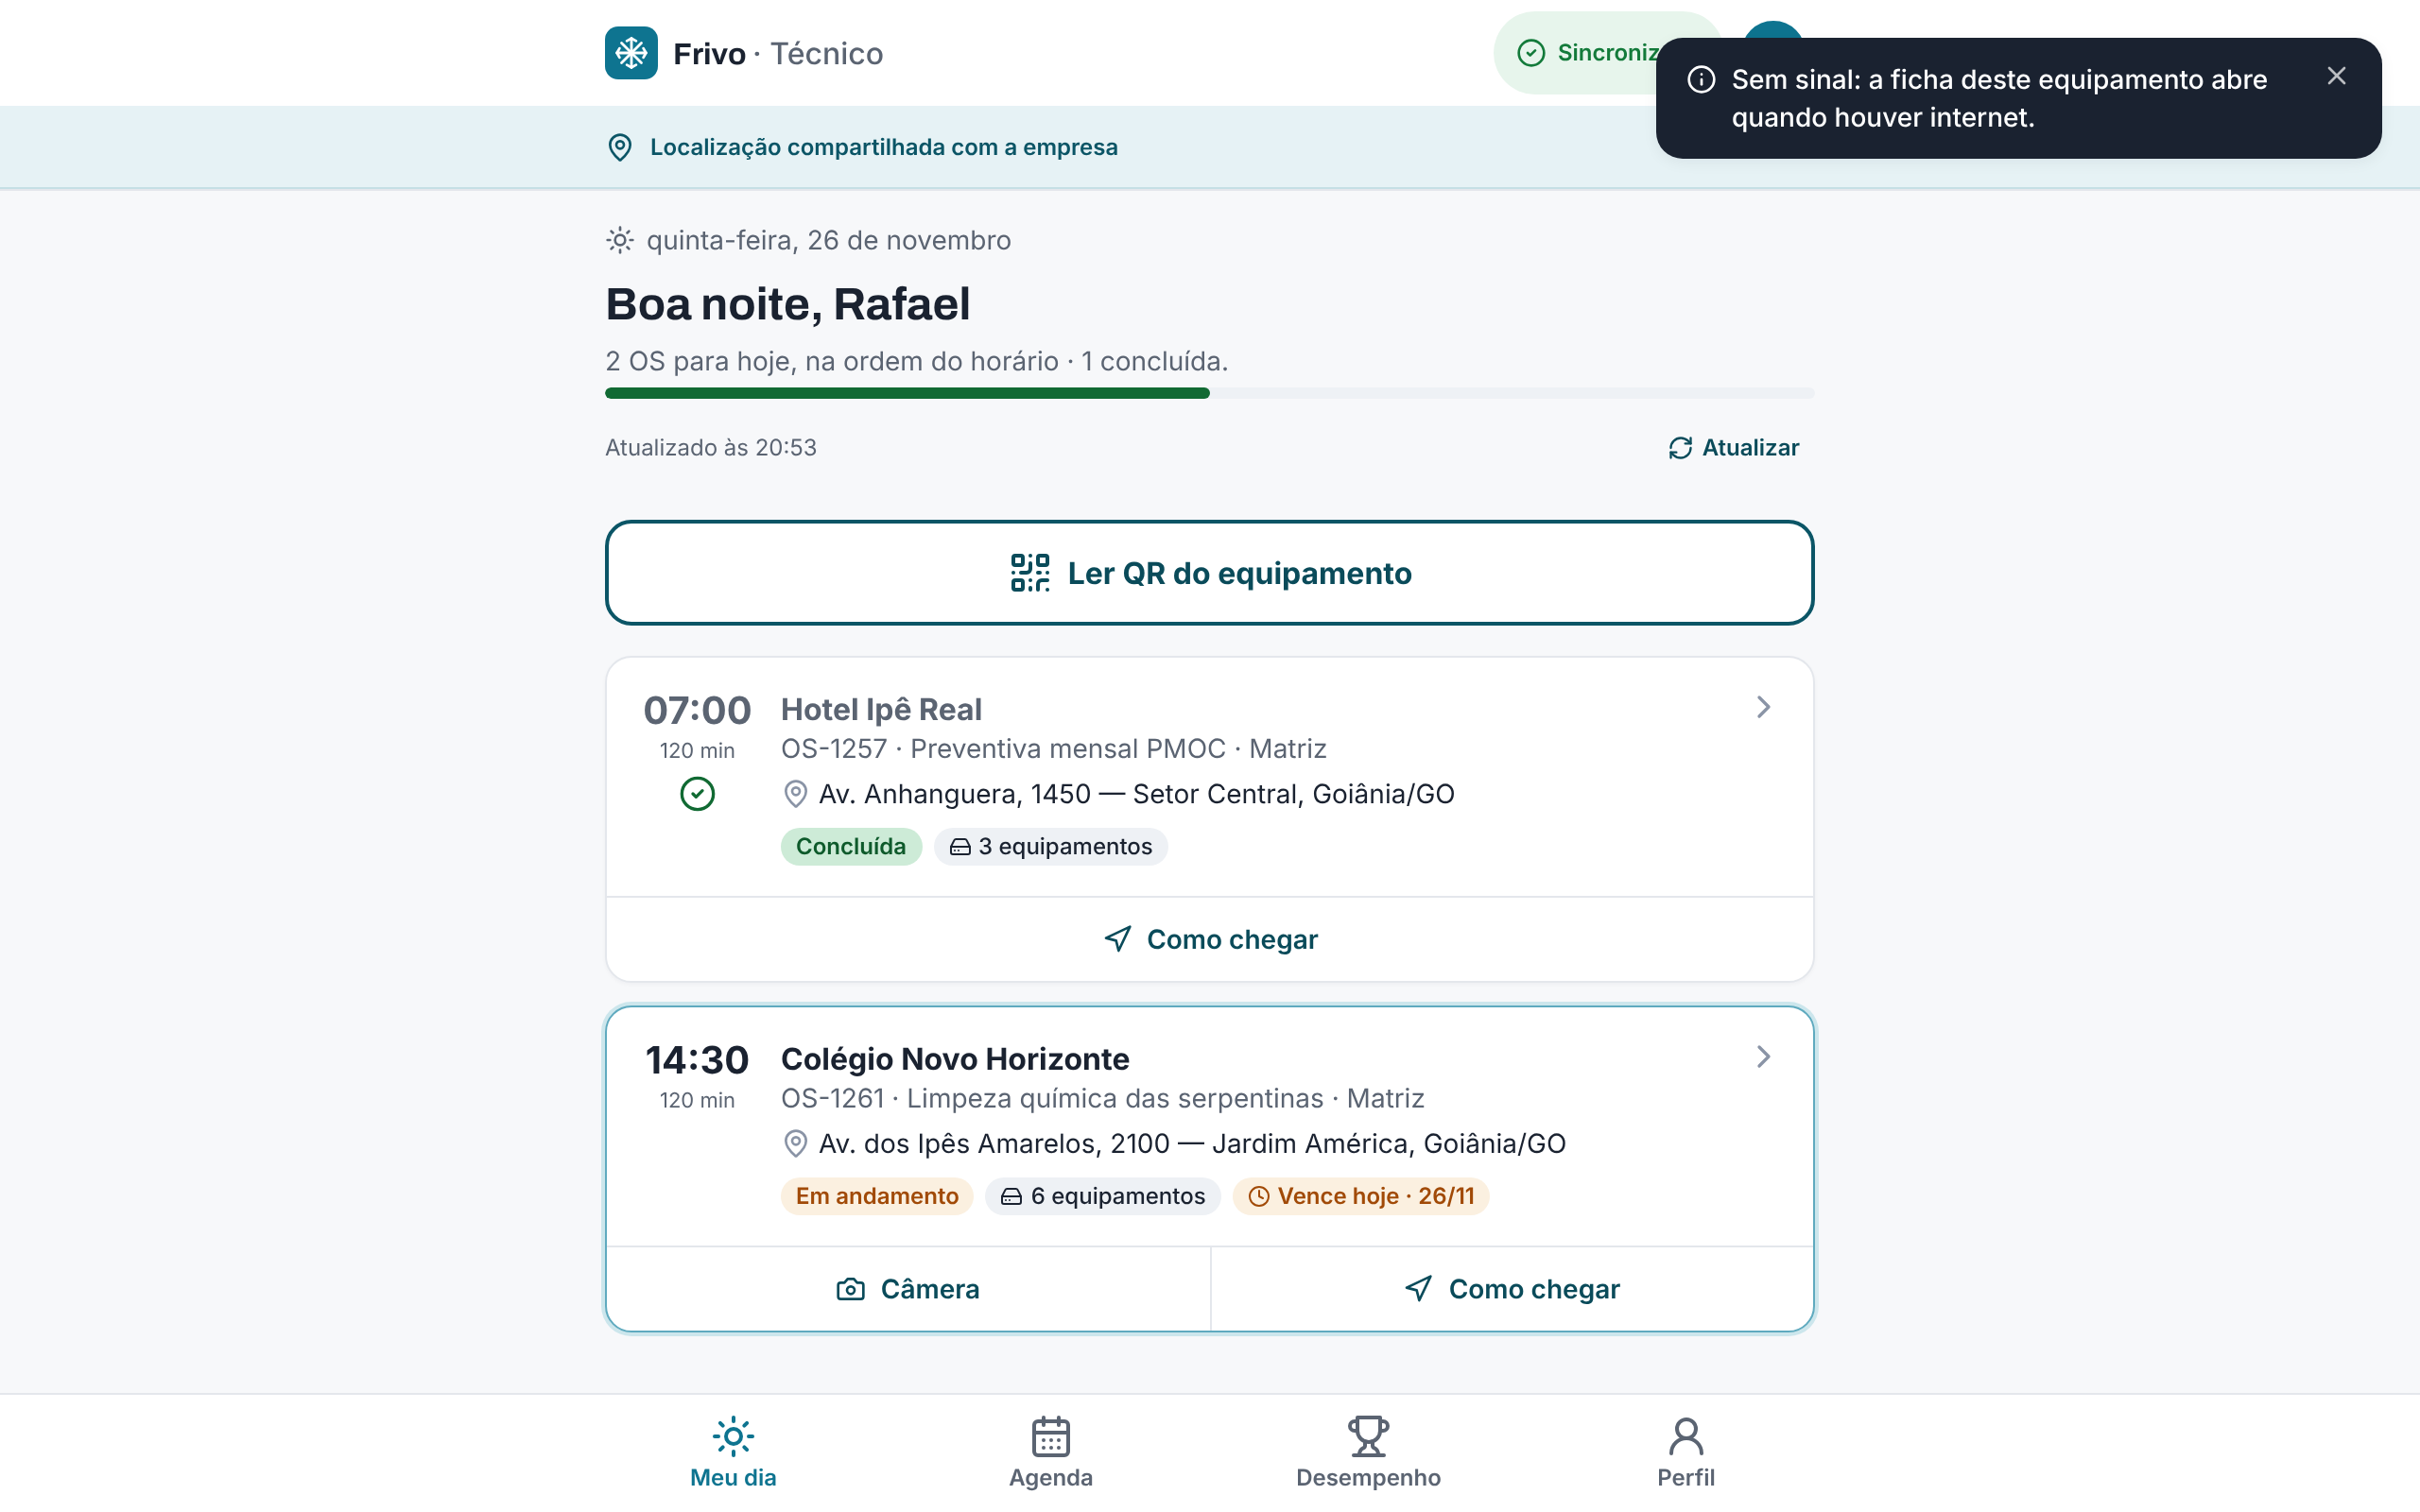 Frivo · Técnico
Sem sinal: a ficha deste equipamento abre
quando houver internet.
Localização compartilhada com a empresa
quinta-feira, 26 de novembro
Boa noite, Rafael
2 OS para hoje, na ordem do horário · 1 concluída.
Atualizado às 20:53
Atualizar
Ler QR do equipamento
07:00
120 min
Hotel Ipê Real
OS-1257 · Preventiva mensal PMOC · Matriz
Av. Anhanguera, 1450 — Setor Central, Goiânia/GO
Concluída
3 equipamentos
Como chegar
14:30
120 min
Colégio Novo Horizonte
OS-1261 · Limpeza química das serpentinas · Matriz
Av. dos Ipês Amarelos, 2100 — Jardim América, Goiânia/GO
Em andamento
6 equipamentos
Vence hoje · 26/11
Câmera
Como chegar
Meu dia
Agenda
Desempenho
Perfil